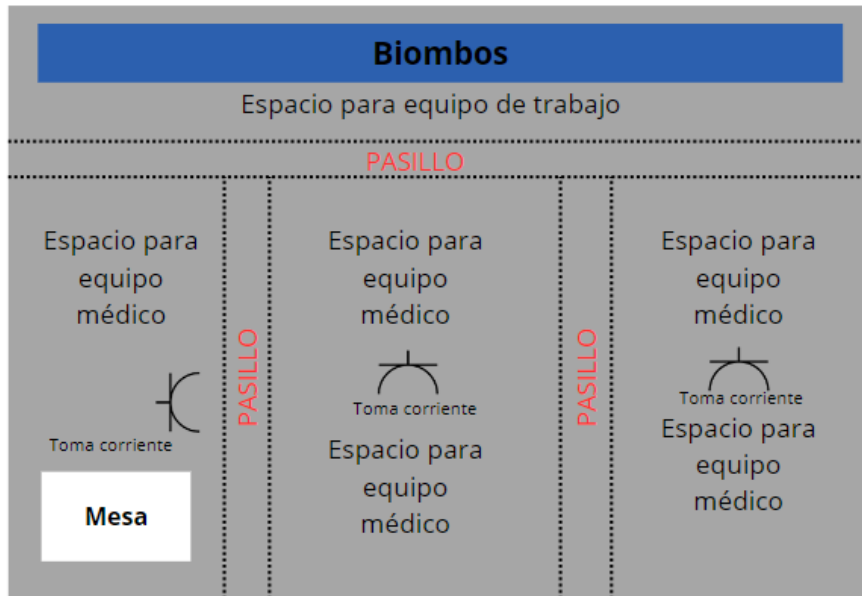 Biombos
Espacio para equipo de trabajo
PASILLO
Espacio para
equipo
médico
Toma corriente
Mesa
PASILLO
Espacio para
equipo
médico
Toma corriente
Espacio para
equipo
médico
PASILLO
Espacio para
equipo
médico
Toma corriente
Espacio para
equipo
médico